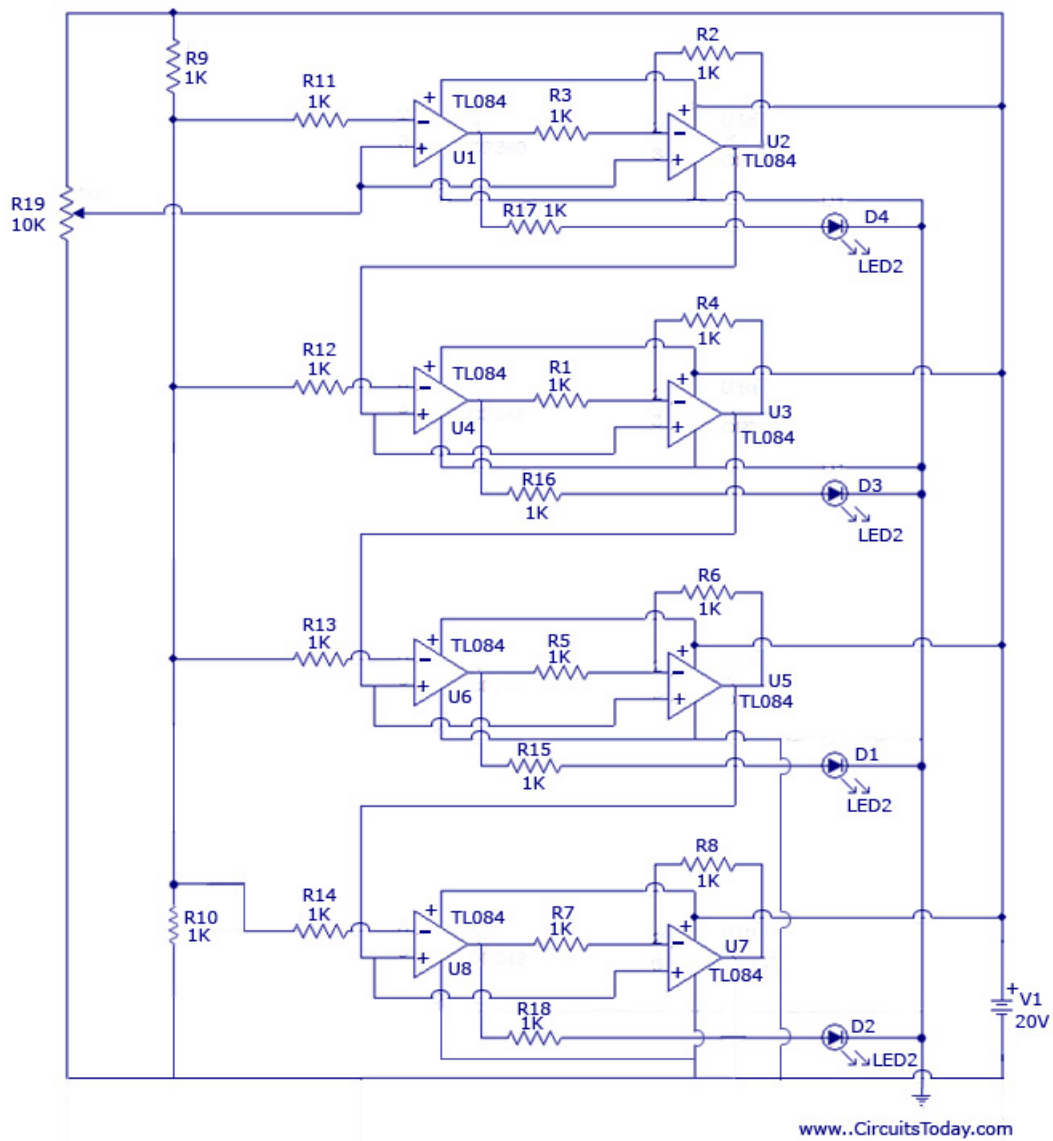 R2
1K
R9
1K
R11
1K
+
TL084
R3
1K
+
−
+
U1
−
+
U2
TL084
R19
10K
R17 1K
D4
LED2
R4
1K
R12
1K
+
TL084
R1
1K
+
−
+
U4
−
+
U3
TL084
R16
1K
D3
LED2
R6
1K
R13
1K
+
TL084
R5
1K
+
−
+
U6
−
+
U5
TL084
R15
1K
D1
LED2
R8
1K
R10
1K
R14
1K
+
TL084
R7
1K
+
−
+
U8
−
+
U7
TL084
R18
1K
D2
LED2
+
V1
20V
www..CircuitsToday.com